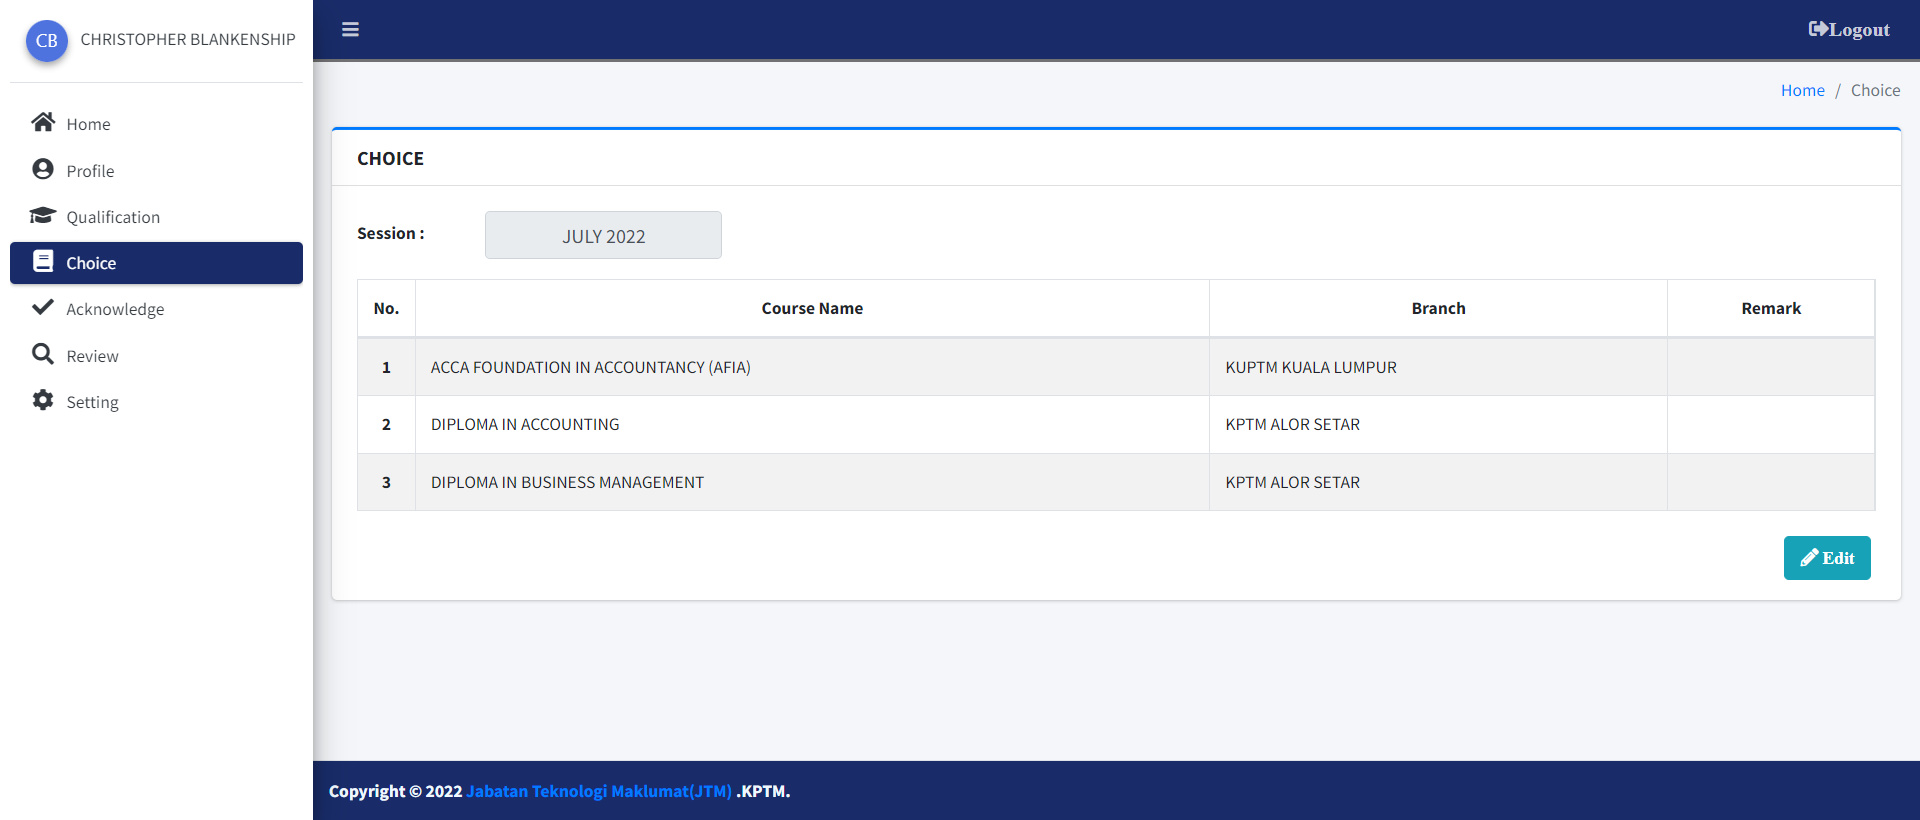 CB CHRISTOPHER BLANKENSHIP
Home
Profile
Qualification
Choice
Acknowledge
Review
Setting
Logout
Home / Choice
CHOICE
Session : JULY 2022
No. Course Name Branch Remark
1 ACCA FOUNDATION IN ACCOUNTANCY (AFIA) KUPTM KUALA LUMPUR
2 DIPLOMA IN ACCOUNTING KPTM ALOR SETAR
3 DIPLOMA IN BUSINESS MANAGEMENT KPTM ALOR SETAR
Edit
Copyright © 2022 Jabatan Teknologi Maklumat(JTM) .KPTM.